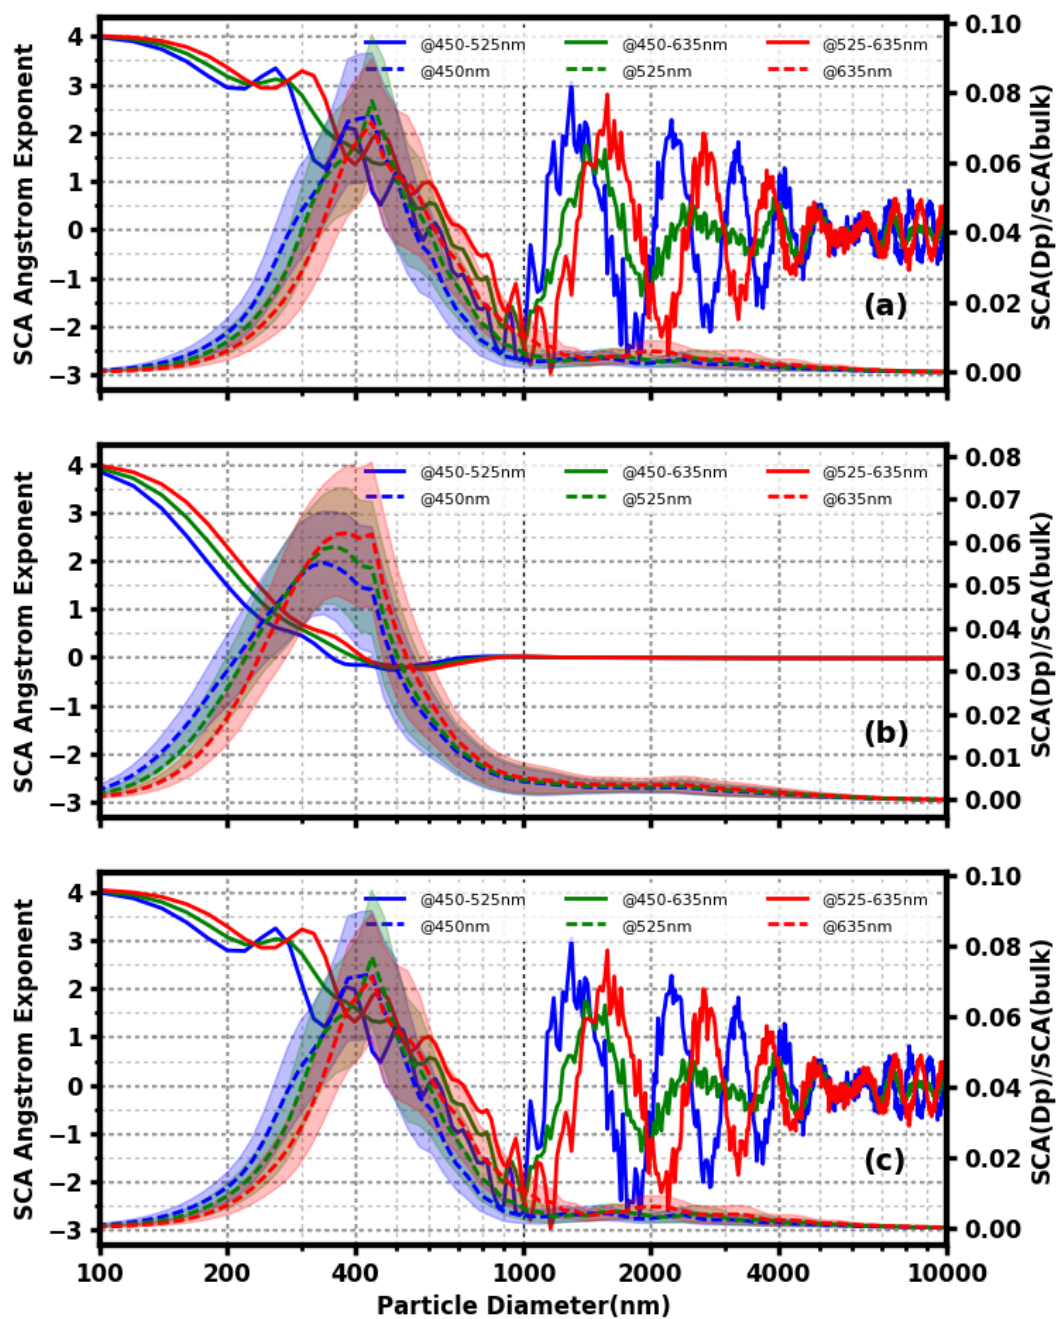 SCA Angstrom Exponent
4
3
2
1
0
−1
−2
−3
@450-525nm @450-635nm @525-635nm
@450nm @525nm @635nm
(a)
0.10
0.08
0.06
0.04
0.02
0.00
SCA(Dp)/SCA(bulk)
SCA Angstrom Exponent
4
3
2
1
0
−1
−2
−3
@450-525nm @450-635nm @525-635nm
@450nm @525nm @635nm
(b)
0.08
0.07
0.06
0.05
0.04
0.03
0.02
0.01
0.00
SCA(Dp)/SCA(bulk)
SCA Angstrom Exponent
4
3
2
1
0
−1
−2
−3
@450-525nm @450-635nm @525-635nm
@450nm @525nm @635nm
(c)
0.10
0.08
0.06
0.04
0.02
0.00
SCA(Dp)/SCA(bulk)
100 200 400 1000 2000 4000 10000
Particle Diameter(nm)